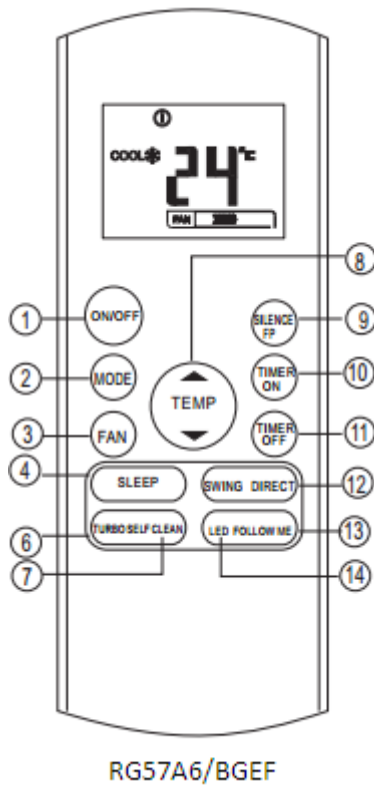 COOL 24 °C
FAN
8
1 ON/OFF SILENCE FP 9
2 MODE TEMP TIMER ON 10
3 FAN TIMER OFF 11
4 SLEEP SWING DIRECT 12
6 TURBO SELF CLEAN LED FOLLOW ME 13
7 14
RG57A6/BGEF